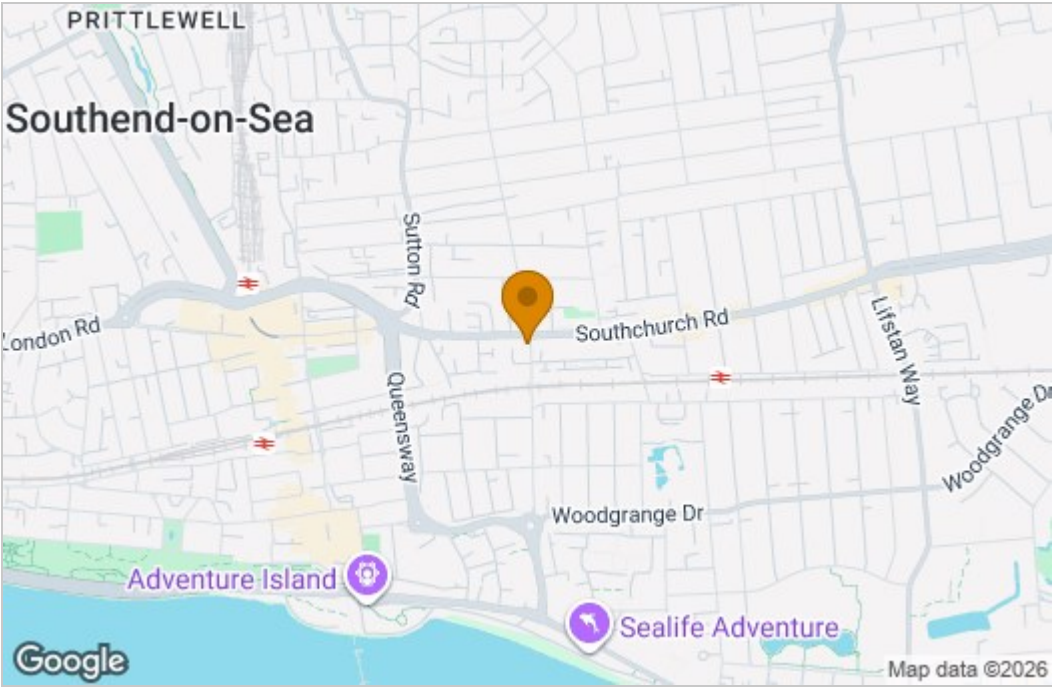 PRITTLEWELL
Southend-on-Sea
Sutton Rd
London Rd
Southchurch Rd
Lifstan Way
Queensway
Woodgrange Dr
Woodgrange Dr
Adventure Island
Sealife Adventure
Google
Map data ©2026